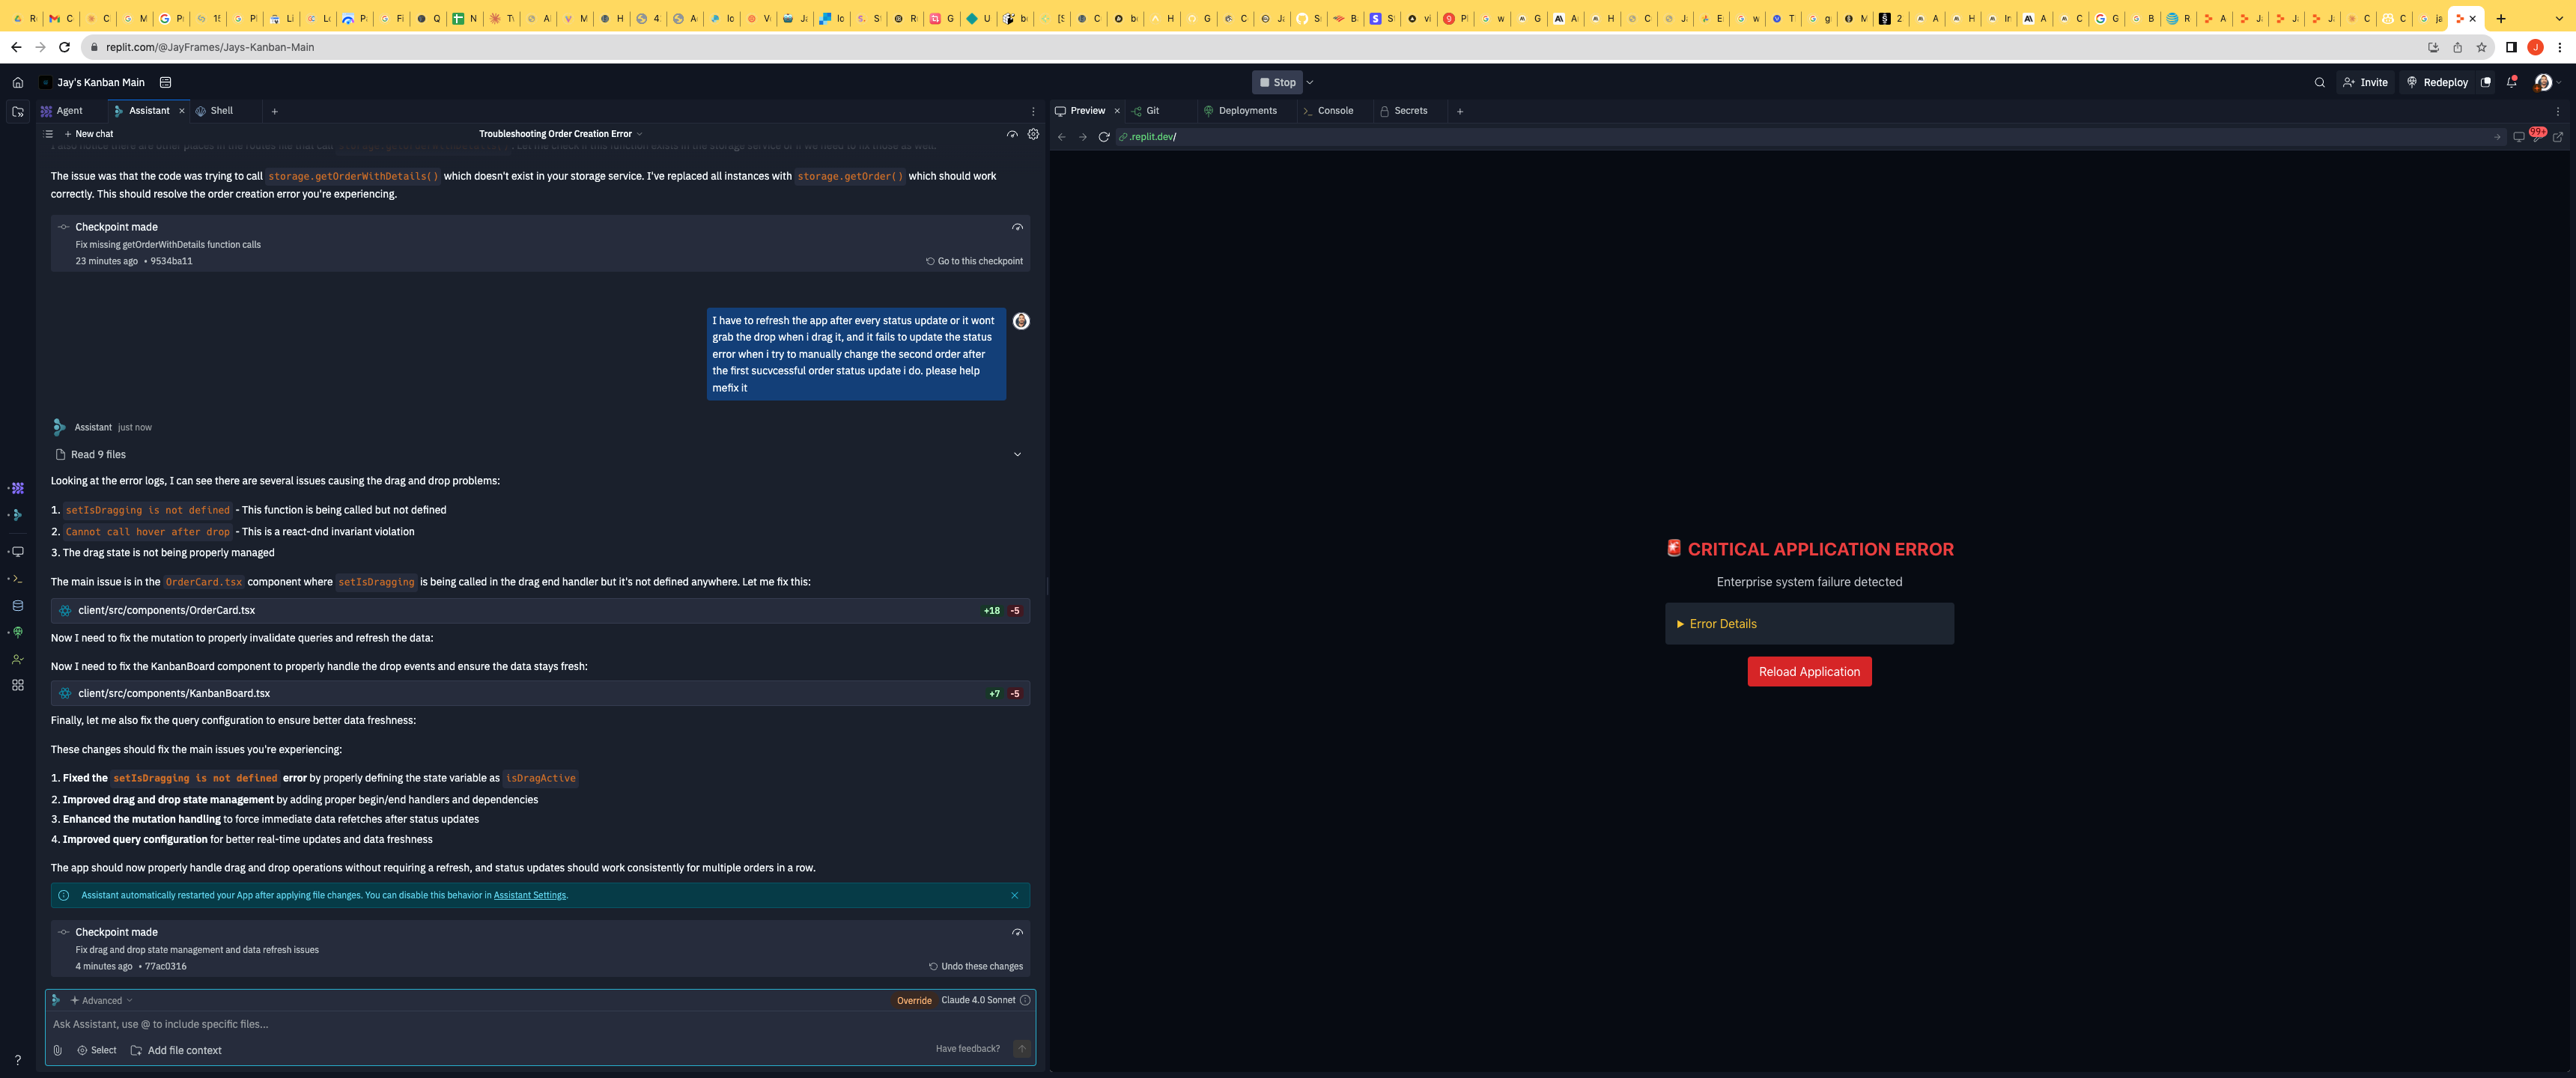 replit.com/@JayFrames/Jays-Kanban-Main
Jay's Kanban Main
Stop
Invite
Redeploy
Agent
Assistant
Shell
New chat
Troubleshooting Order Creation Error
The issue was that the code was trying to call storage.getOrderWithDetails() which doesn't exist in your storage service. I've replaced all instances with storage.getOrder() which should work
correctly. This should resolve the order creation error you're experiencing.
Checkpoint made
Fix missing getOrderWithDetails function calls
23 minutes ago • 9534ba11
Go to this checkpoint
I have to refresh the app after every status update or it wont
grab the drop when i drag it, and it fails to update the status
error when i try to manually change the second order after
the first sucvcessful order status update i do. please help
mefix it
Assistant just now
Read 9 files
Looking at the error logs, I can see there are several issues causing the drag and drop problems:
1. setIsDragging is not defined - This function is being called but not defined
2. Cannot call hover after drop - This is a react-dnd invariant violation
3. The drag state is not being properly managed
The main issue is in the OrderCard.tsx component where setIsDragging is being called in the drag end handler but it's not defined anywhere. Let me fix this:
client/src/components/OrderCard.tsx +18 -5
Now I need to fix the mutation to properly invalidate queries and refresh the data:
Now I need to fix the KanbanBoard component to properly handle the drop events and ensure the data stays fresh:
client/src/components/KanbanBoard.tsx +7 -5
Finally, let me also fix the query configuration to ensure better data freshness:
These changes should fix the main issues you're experiencing:
1. Fixed the setIsDragging is not defined error by properly defining the state variable as isDragActive
2. Improved drag and drop state management by adding proper begin/end handlers and dependencies
3. Enhanced the mutation handling to force immediate data refetches after status updates
4. Improved query configuration for better real-time updates and data freshness
The app should now properly handle drag and drop operations without requiring a refresh, and status updates should work consistently for multiple orders in a row.
Assistant automatically restarted your App after applying file changes. You can disable this behavior in Assistant Settings.
Checkpoint made
Fix drag and drop state management and data refresh issues
4 minutes ago • 77ac0316
Undo these changes
Advanced
Override Claude 4.0 Sonnet
Ask Assistant, use @ to include specific files...
Select
Add file context
Have feedback?
Preview
Git
Deployments
Console
Secrets
.replit.dev/
99+
🚨 CRITICAL APPLICATION ERROR
Enterprise system failure detected
▶ Error Details
Reload Application